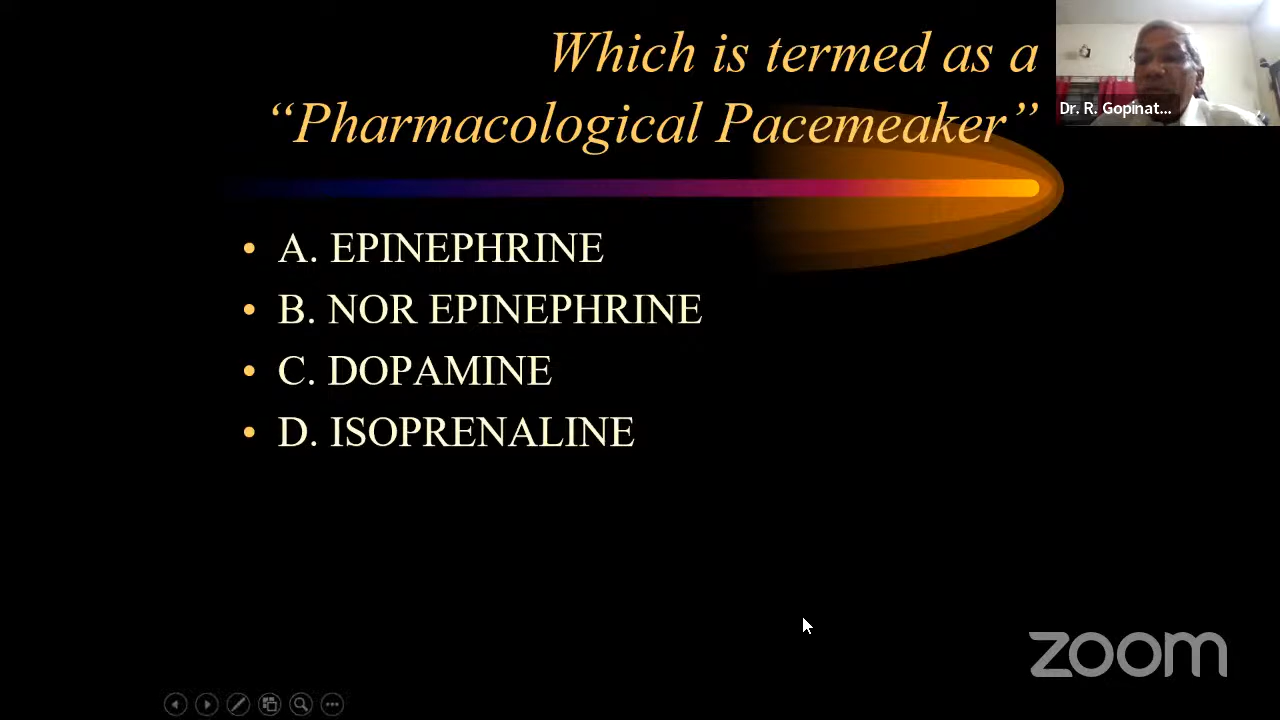 Which is termed as a
“Pharmacological Pacemeaker”
Dr. R. Gopinat...
• A. EPINEPHRINE
• B. NOR EPINEPHRINE
• C. DOPAMINE
• D. ISOPRENALINE
zoom